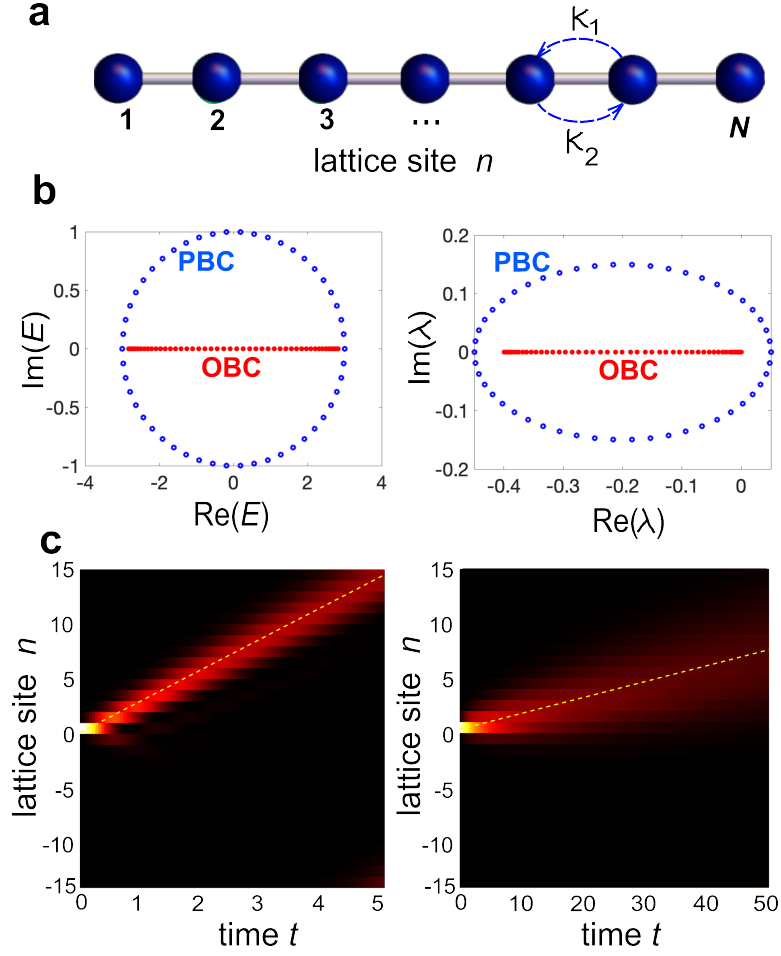 a
K₁
1 2 3 ... N
K₂
lattice site n
b
1
0.5
0
-0.5
-1
Im(E)
PBC
OBC
-4 -2 0 2 4
Re(E)
0.2
0.1
0
-0.1
-0.2
Im(λ)
PBC
OBC
-0.4 -0.3 -0.2 -0.1 0
Re(λ)
c
15
10
5
0
-5
-10
-15
lattice site n
0 1 2 3 4 5
time t
15
10
5
0
-5
-10
-15
lattice site n
0 10 20 30 40 50
time t